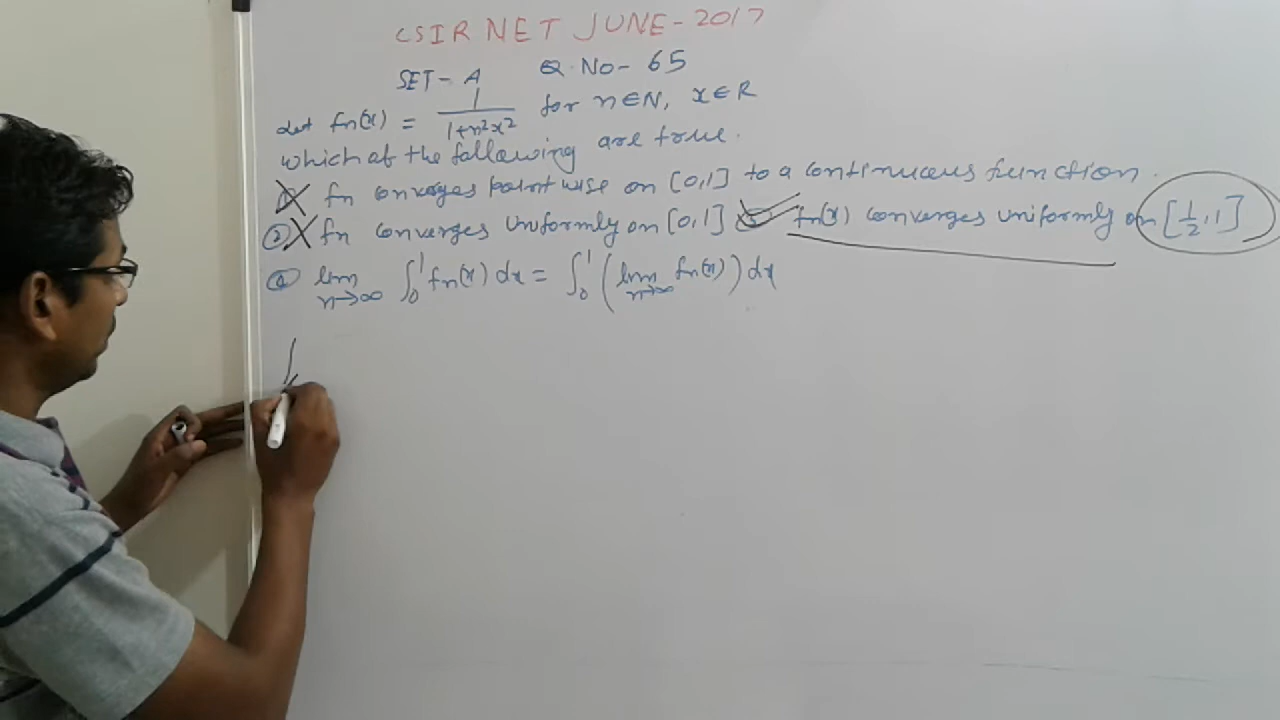 CSIR NET JUNE-2017
SET-A Q.No-65
Let fn(x) = 1/(1+n²x²) for n∈N, x∈R
which of the following are true.
① fn converges pointwise on [0,1] to a continuous function.
② fn converges uniformly on [0,1] ③ fn(x) converges uniformly on [1/2,1]
④ lim n→∞ ∫₀¹ fn(x) dx = ∫₀¹ (lim n→∞ fn(x)) dx